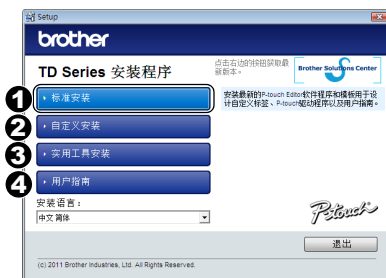 Setup
brother
TD Series 安装程序
点击右边的按钮获取最
新版本。
Brother Solutions Center
1 标准安装
2 自定义安装
3 实用工具安装
4 用户指南
安装最新的P-touch Editor软件程序和模板用于设
计自定义标签、P-touch驱动程序以及用户指南。
安装语言：
中文 简体
P-touch
退出
(c) 2011 Brother Industries, Ltd. All Rights Reserved.